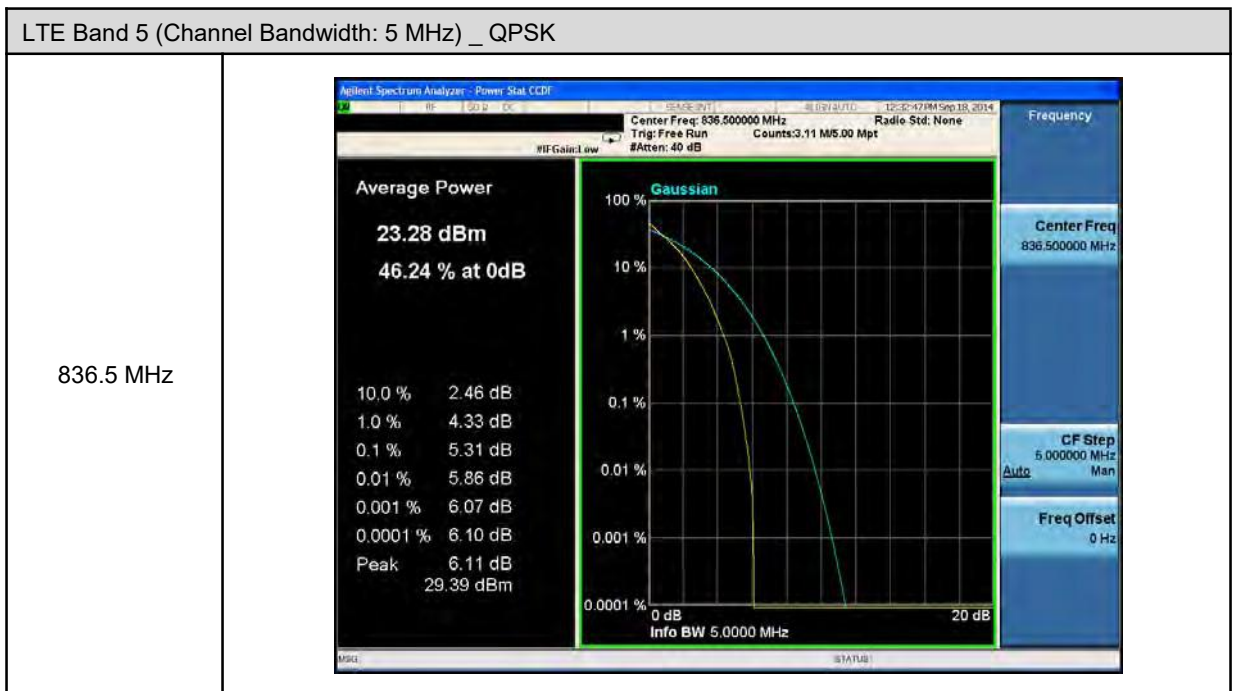 LTE Band 5 (Channel Bandwidth: 5 MHz) _ QPSK
836.5 MHz
Agilent Spectrum Analyzer - Power Stat CCDF
RF 50 Ω DC SENSE:INT 12:32:47 PM Sep 18, 2014
Center Freq: 836.500000 MHz Radio Std: None
Trig: Free Run Counts:3.11 M/5.00 Mpt
#IFGain:Low #Atten: 40 dB
Frequency
Average Power
23.28 dBm
46.24 % at 0dB
10.0 % 2.46 dB
1.0 % 4.33 dB
0.1 % 5.31 dB
0.01 % 5.86 dB
0.001 % 6.07 dB
0.0001 % 6.10 dB
Peak 6.11 dB
29.39 dBm
Gaussian
100 %
10 %
1 %
0.1 %
0.01 %
0.001 %
0.0001 %
0 dB 20 dB
Info BW 5.0000 MHz
Center Freq
836.500000 MHz
CF Step
5.000000 MHz
Auto Man
Freq Offset
0 Hz
MSG STATUS